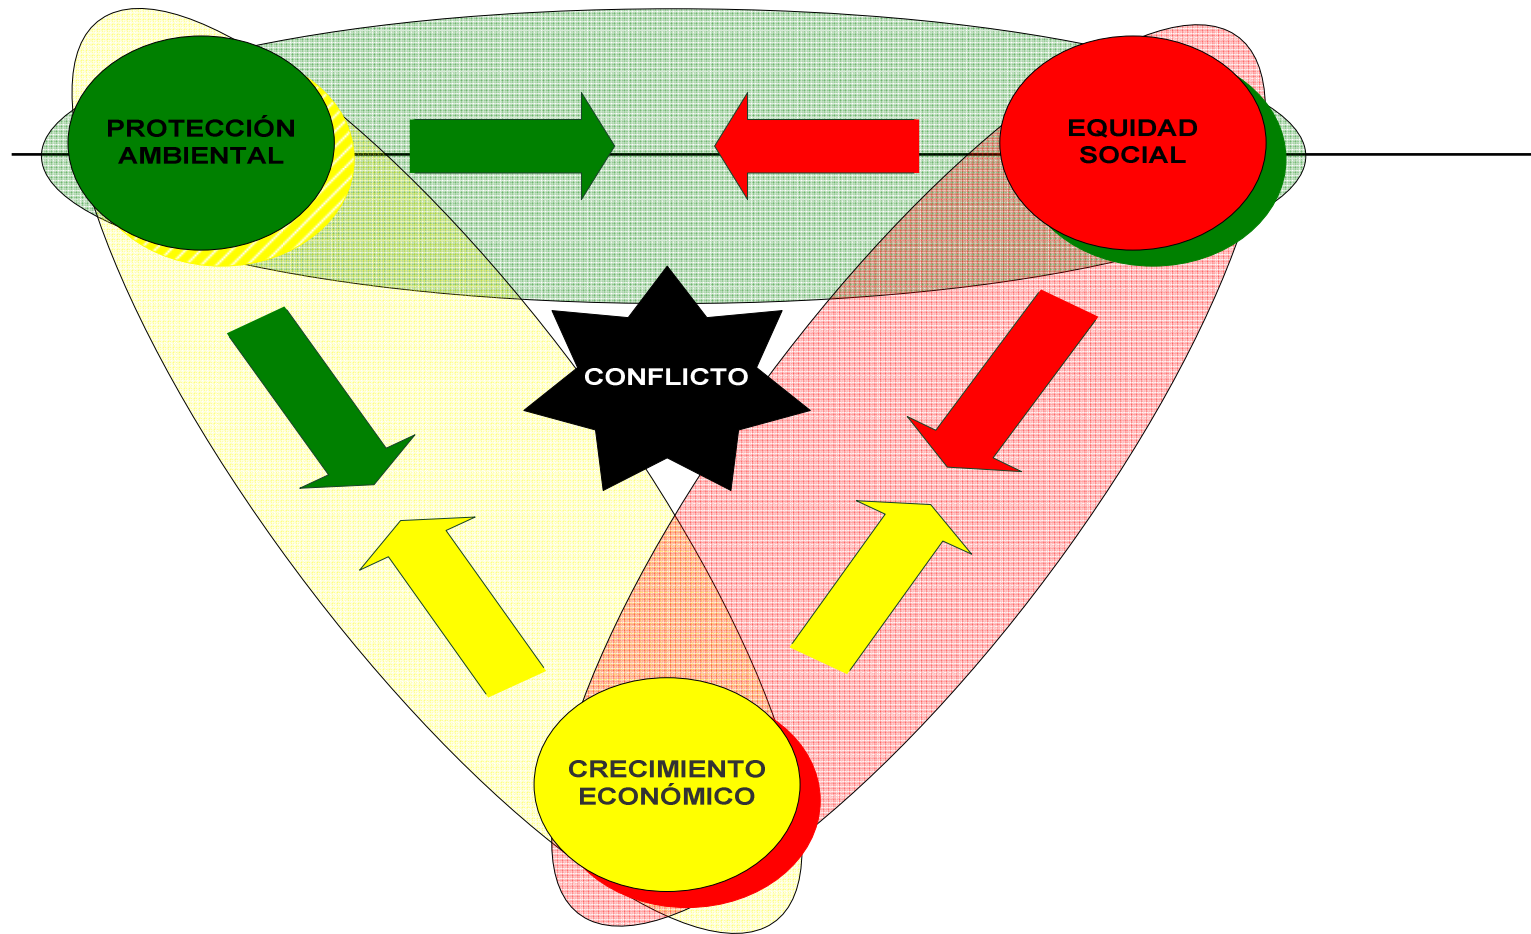 PROTECCIÓN
AMBIENTAL
EQUIDAD
SOCIAL
CONFLICTO
CRECIMIENTO
ECONÓMICO